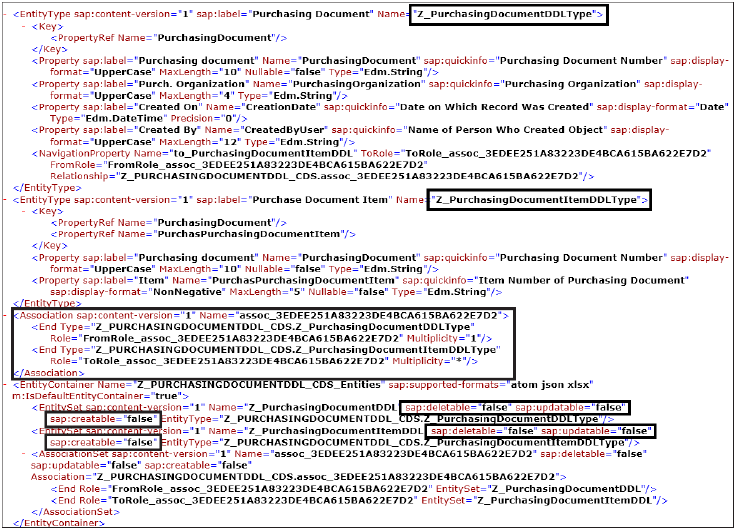 - <EntityType sap:content-version="1" sap:label="Purchasing Document" Name="Z_PurchasingDocumentDDLType">
- <Key>
<PropertyRef Name="PurchasingDocument"/>
</Key>
<Property sap:label="Purchasing document" Name="PurchasingDocument" sap:quickinfo="Purchasing Document Number" sap:display-
format="UpperCase" MaxLength="10" Nullable="false" Type="Edm.String"/>
<Property sap:label="Purch. Organization" Name="PurchasingOrganization" sap:quickinfo="Purchasing Organization" sap:display-
format="UpperCase" MaxLength="4" Type="Edm.String"/>
<Property sap:label="Created On" Name="CreationDate" sap:quickinfo="Date on Which Record Was Created" sap:display-format="Date"
Type="Edm.DateTime" Precision="0"/>
<Property sap:label="Created By" Name="CreatedByUser" sap:quickinfo="Name of Person Who Created Object" sap:display-
format="UpperCase" MaxLength="12" Type="Edm.String"/>
<NavigationProperty Name="to_PurchasingDocumentItemDDL" ToRole="ToRole_assoc_3EDEE251A83223DE4BCA615BA622E7D2"
FromRole="FromRole_assoc_3EDEE251A83223DE4BCA615BA622E7D2"
Relationship="Z_PURCHASINGDOCUMENTDDL_CDS.assoc_3EDEE251A83223DE4BCA615BA622E7D2"/>
</EntityType>
- <EntityType sap:content-version="1" sap:label="Purchase Document Item" Name="Z_PurchasingDocumentItemDDLType">
- <Key>
<PropertyRef Name="PurchasingDocument"/>
<PropertyRef Name="PurchasPurchasingDocumentItem"/>
</Key>
<Property sap:label="Purchasing document" Name="PurchasingDocument" sap:quickinfo="Purchasing Document Number" sap:display-
format="UpperCase" MaxLength="10" Nullable="false" Type="Edm.String"/>
<Property sap:label="Item" Name="PurchasPurchasingDocumentItem" sap:quickinfo="Item Number of Purchasing Document"
sap:display-format="NonNegative" MaxLength="5" Nullable="false" Type="Edm.String"/>
</EntityType>
- <Association sap:content-version="1" Name="assoc_3EDEE251A83223DE4BCA615BA622E7D2">
<End Type="Z_PURCHASINGDOCUMENTDDL_CDS.Z_PurchasingDocumentDDLType"
Role="FromRole_assoc_3EDEE251A83223DE4BCA615BA622E7D2" Multiplicity="1"/>
<End Type="Z_PURCHASINGDOCUMENTDDL_CDS.Z_PurchasingDocumentItemDDLType"
Role="ToRole_assoc_3EDEE251A83223DE4BCA615BA622E7D2" Multiplicity="*"/>
</Association>
- <EntityContainer Name="Z_PURCHASINGDOCUMENTDDL_CDS_Entities" sap:supported-formats="atom json xlsx"
m:IsDefaultEntityContainer="true">
<EntitySet sap:content-version="1" Name="Z_PurchasingDocumentDDL" sap:deletable="false" sap:updatable="false"
sap:creatable="false" EntityType="Z_PURCHASINGDOCUMENTDDL_CDS.Z_PurchasingDocumentDDLType"/>
<EntitySet sap:content-version="1" Name="Z_PurchasingDocumentItemDDL" sap:deletable="false" sap:updatable="false"
sap:creatable="false" EntityType="Z_PURCHASINGDOCUMENTDDL_CDS.Z_PurchasingDocumentItemDDLType"/>
- <AssociationSet sap:content-version="1" Name="assoc_3EDEE251A83223DE4BCA615BA622E7D2" sap:deletable="false"
sap:updatable="false" sap:creatable="false"
Association="Z_PURCHASINGDOCUMENTDDL_CDS.assoc_3EDEE251A83223DE4BCA615BA622E7D2">
<End Role="FromRole_assoc_3EDEE251A83223DE4BCA615BA622E7D2" EntitySet="Z_PurchasingDocumentDDL"/>
<End Role="ToRole_assoc_3EDEE251A83223DE4BCA615BA622E7D2" EntitySet="Z_PurchasingDocumentItemDDL"/>
</AssociationSet>
</EntityContainer>